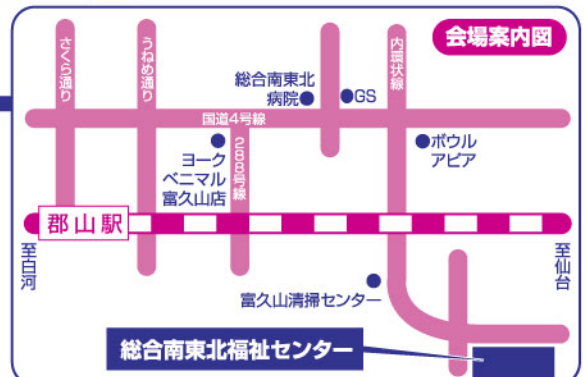 会場案内図
さくら通り
うねめ通り
内環状線
総合南東北
病院
GS
国道4号線
288号線
ヨーク
ベニマル
富久山店
ボウル
アピア
郡山駅
至白河
至仙台
富久山清掃センター
総合南東北福祉センター